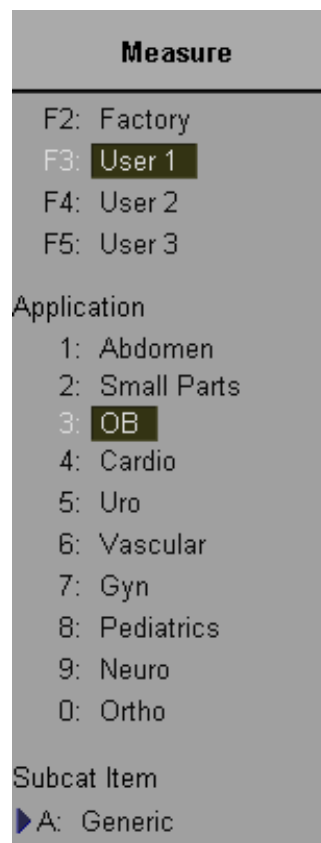 Measure
F2: Factory
F3: User 1
F4: User 2
F5: User 3
Application
1: Abdomen
2: Small Parts
3: OB
4: Cardio
5: Uro
6: Vascular
7: Gyn
8: Pediatrics
9: Neuro
0: Ortho
Subcat Item
A: Generic